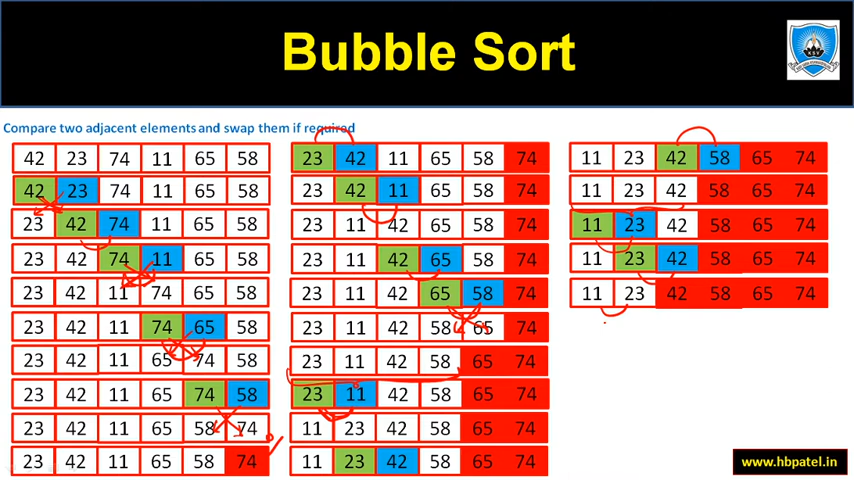 Bubble Sort
Compare two adjacent elements and swap them if required
42 23 74 11 65 58
42 23 74 11 65 58
23 42 74 11 65 58
23 42 74 11 65 58
23 42 11 74 65 58
23 42 11 74 65 58
23 42 11 65 74 58
23 42 11 65 74 58
23 42 11 65 58 74
23 42 11 65 58 74
23 42 11 65 58 74
23 42 11 65 58 74
23 11 42 65 58 74
23 11 42 65 58 74
23 11 42 65 58 74
23 11 42 58 65 74
23 11 42 58 65 74
23 11 42 58 65 74
11 23 42 58 65 74
11 23 42 58 65 74
11 23 42 58 65 74
11 23 42 58 65 74
11 23 42 58 65 74
11 23 42 58 65 74
11 23 42 58 65 74
www.hbpatel.in